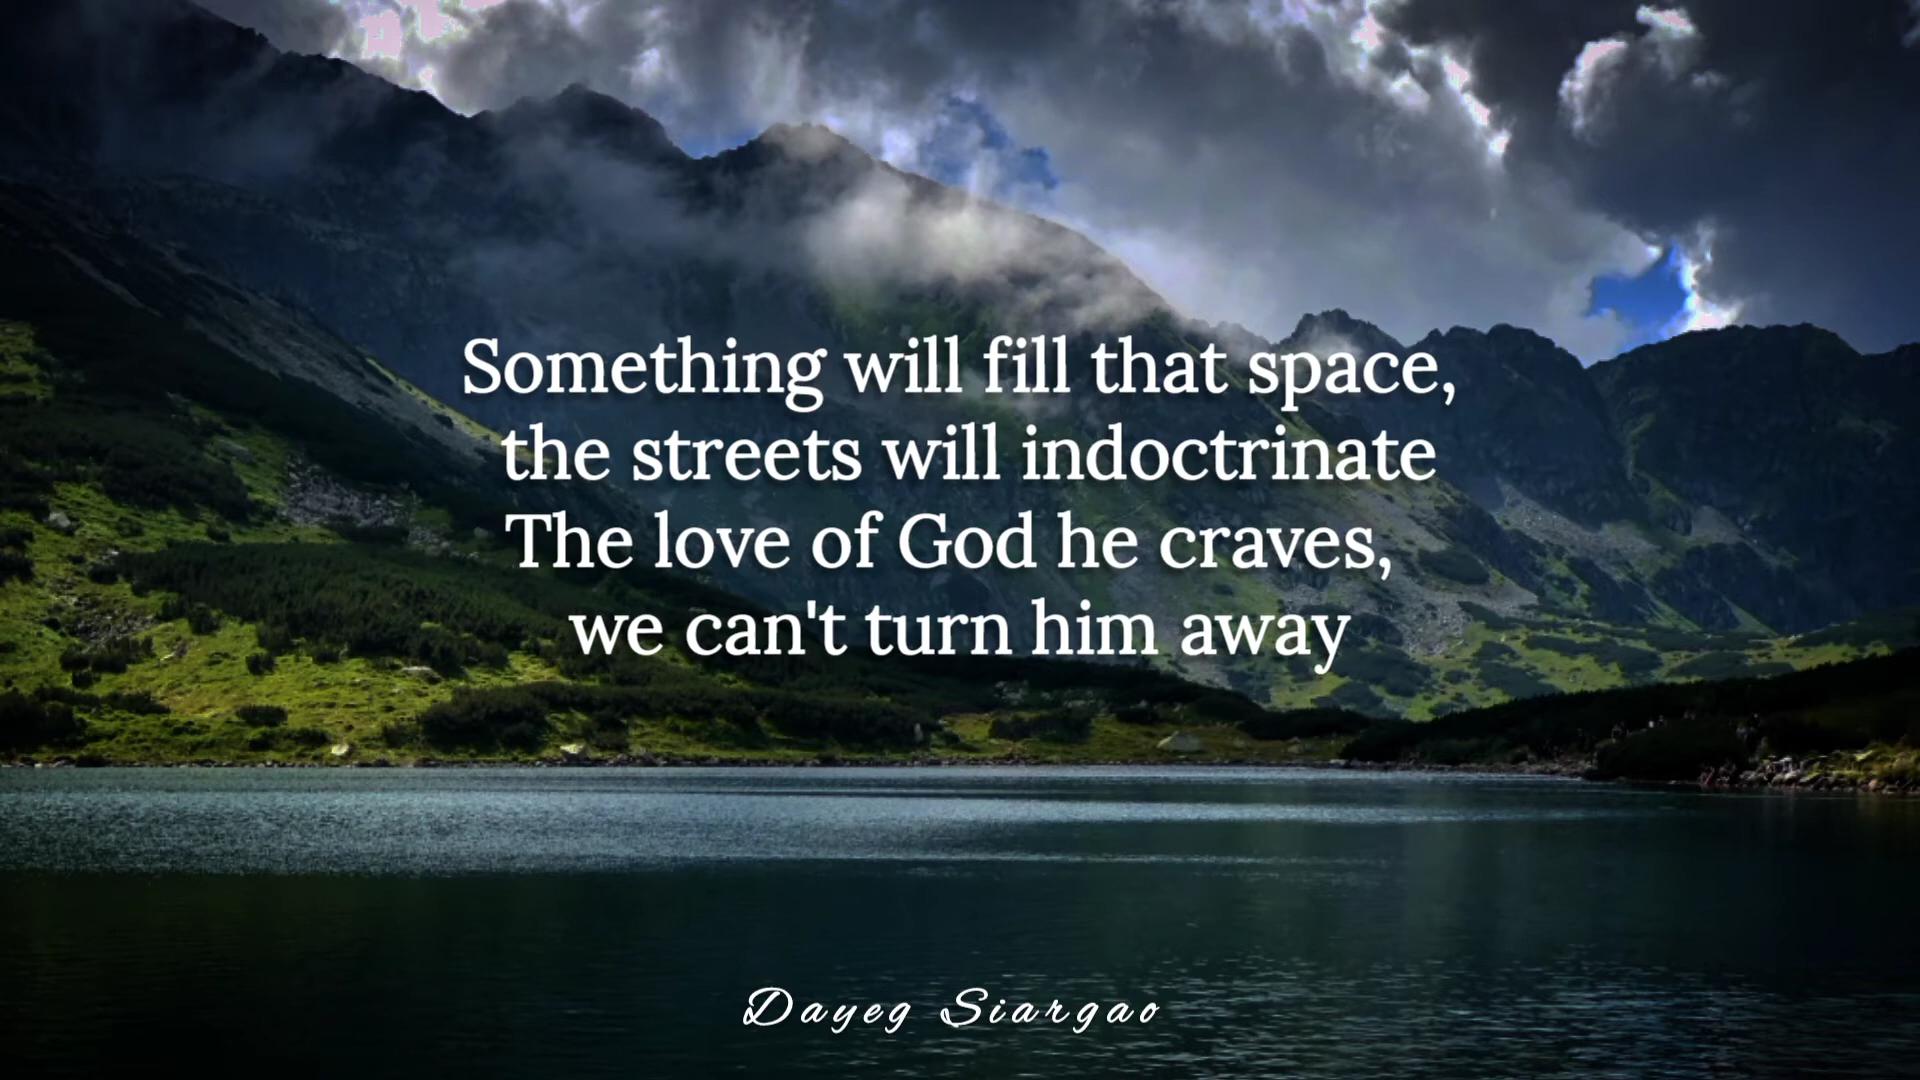 Something will fill that space,
the streets will indoctrinate
The love of God he craves,
we can't turn him away
Dayeg Siargao